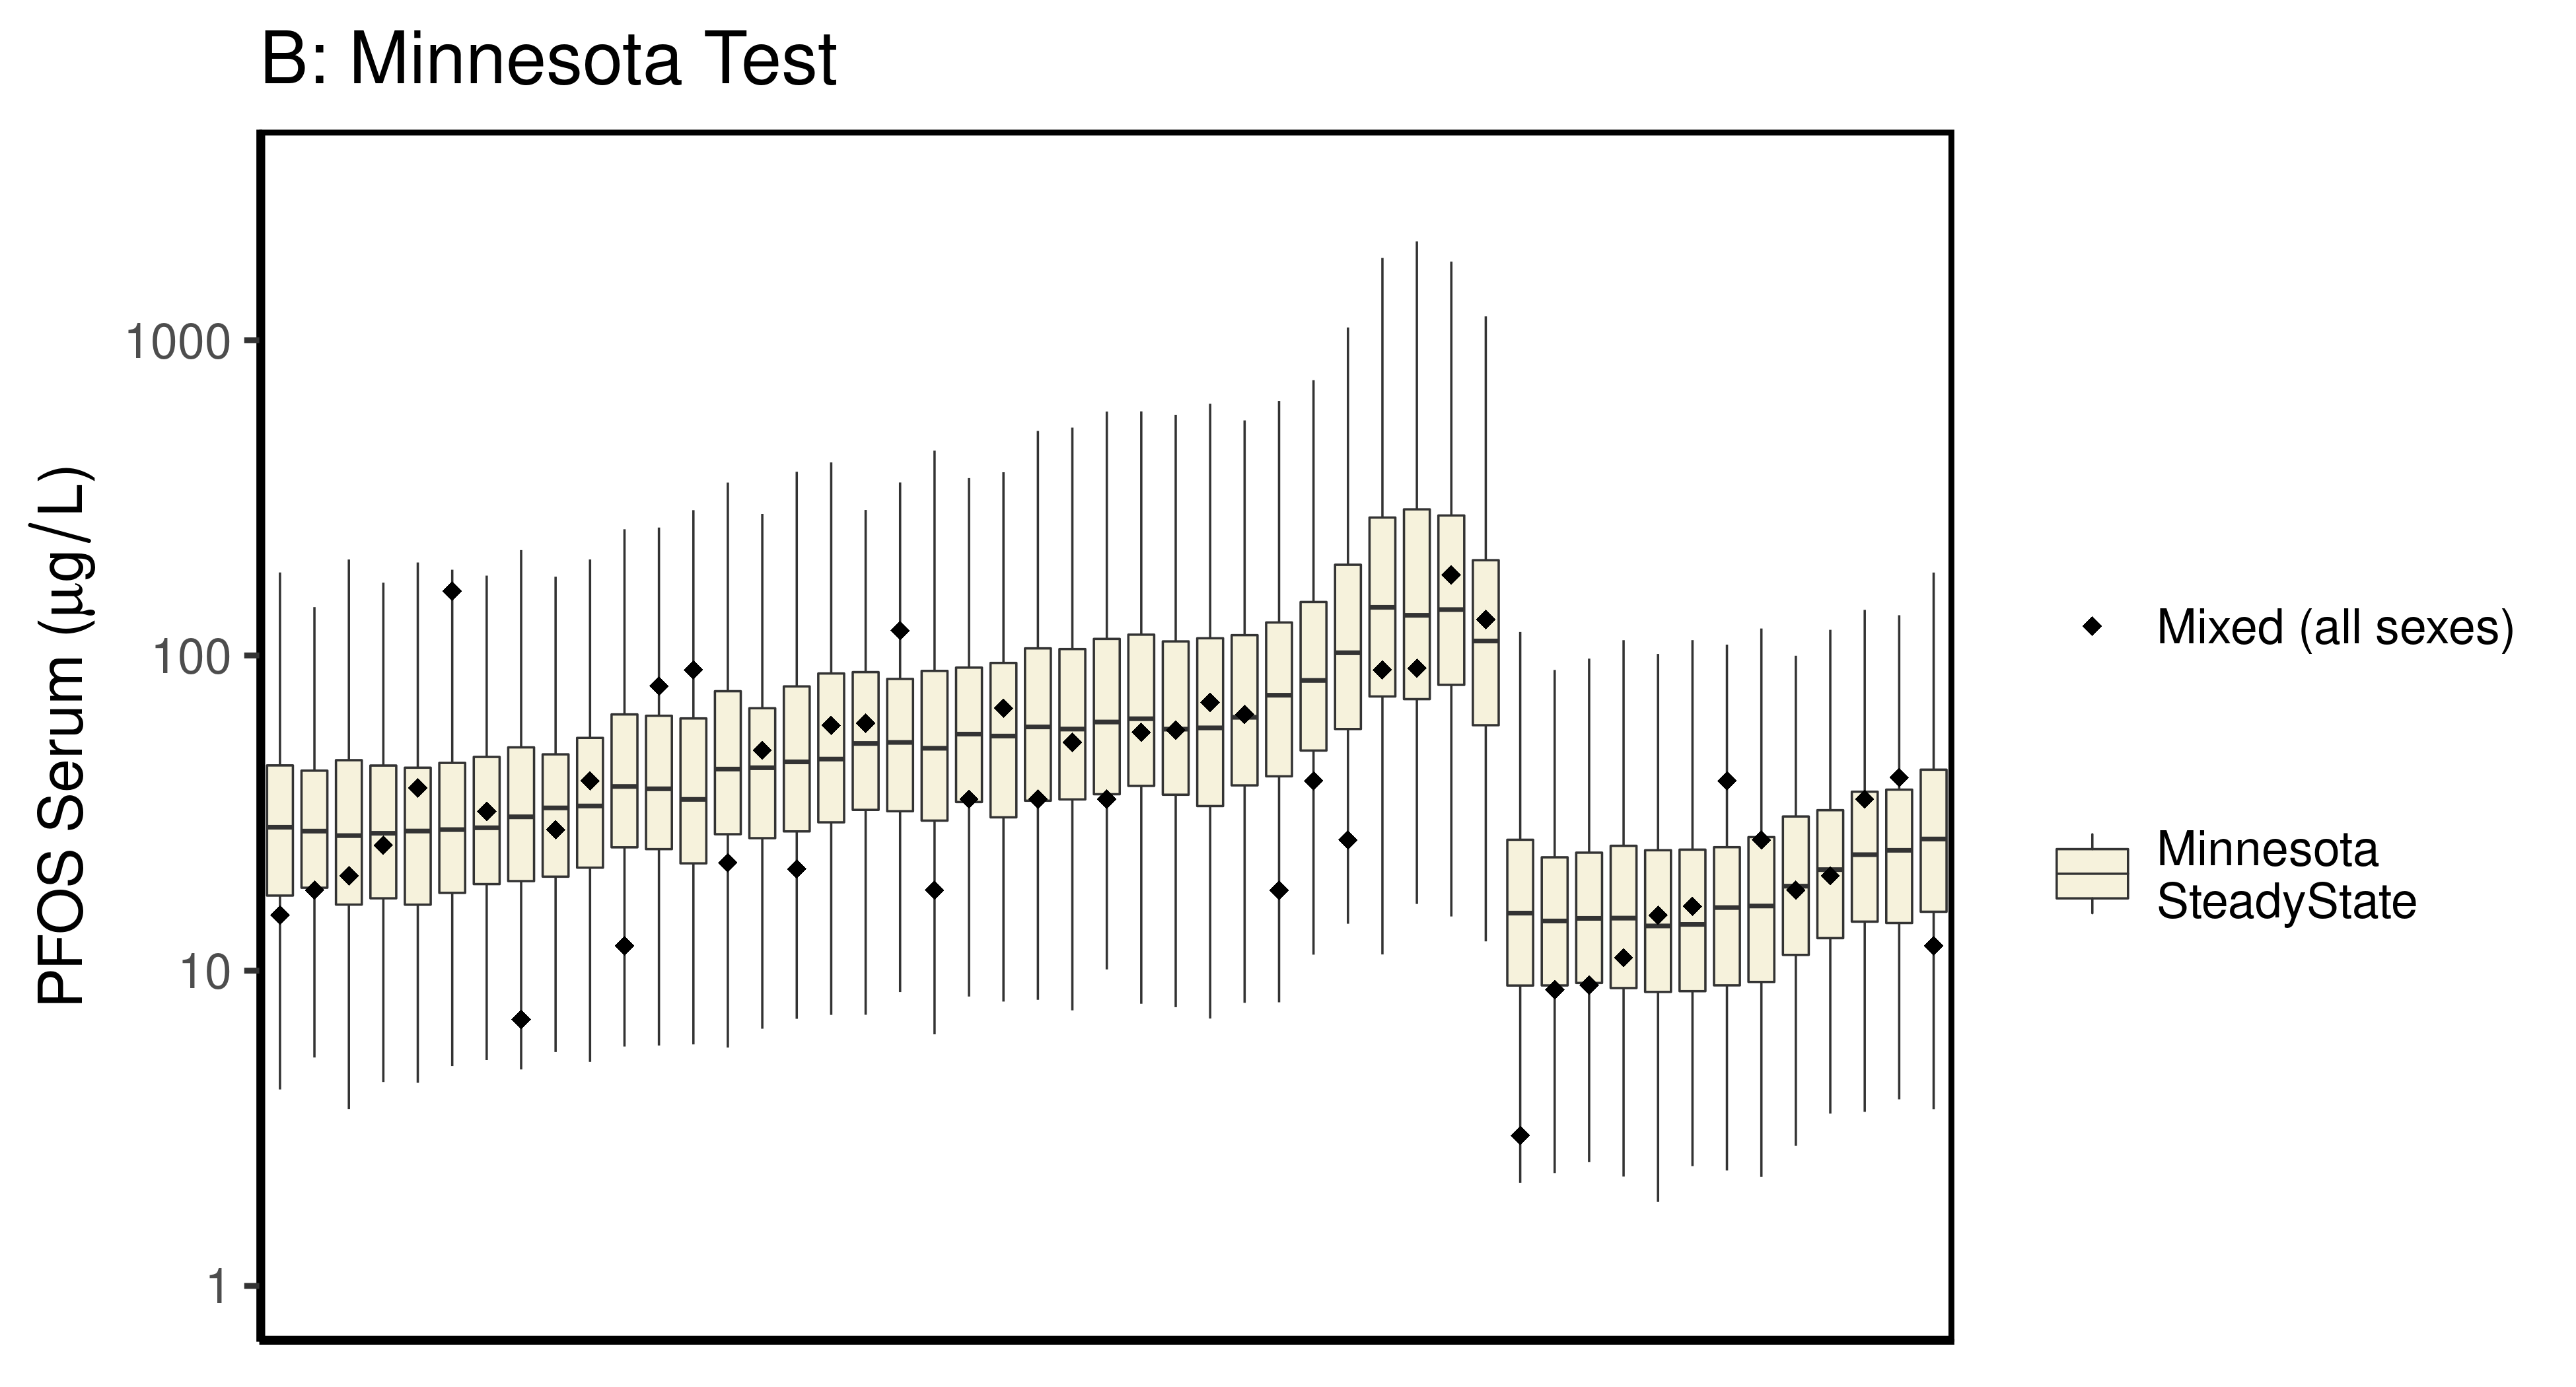 B: Minnesota Test
PFOS Serum (μg/L)
1000
100
10
1
Mixed (all sexes)
Minnesota
SteadyState